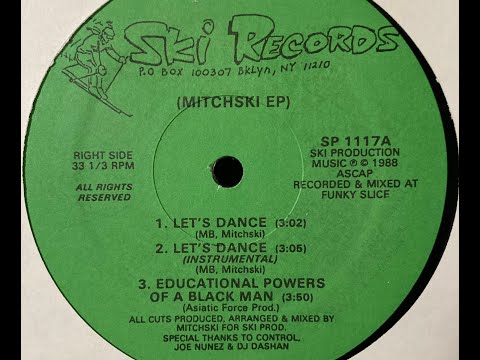 Ski Records
P.O BOX 100307 BKlyn, NY 11210
(MITCHSKI EP)
RIGHT SIDE
33 1/3 RPM
ALL RIGHTS
RESERVED
SP 1117A
SKI PRODUCTION
MUSIC ℗ © 1988
ASCAP
RECORDED & MIXED AT
FUNKY SLICE
1. LET'S DANCE (3:02)
(MB, Mitchski)
2. LET'S DANCE (3:05)
(INSTRUMENTAL)
(MB, Mitchski)
3. EDUCATIONAL POWERS
OF A BLACK MAN (3:50)
(Asiatic Force Prod.)
ALL CUTS PRODUCED, ARRANGED & MIXED BY
MITCHSKI FOR SKI PROD.
SPECIAL THANKS TO CONTROL,
JOE NUNEZ & DJ DASHAN